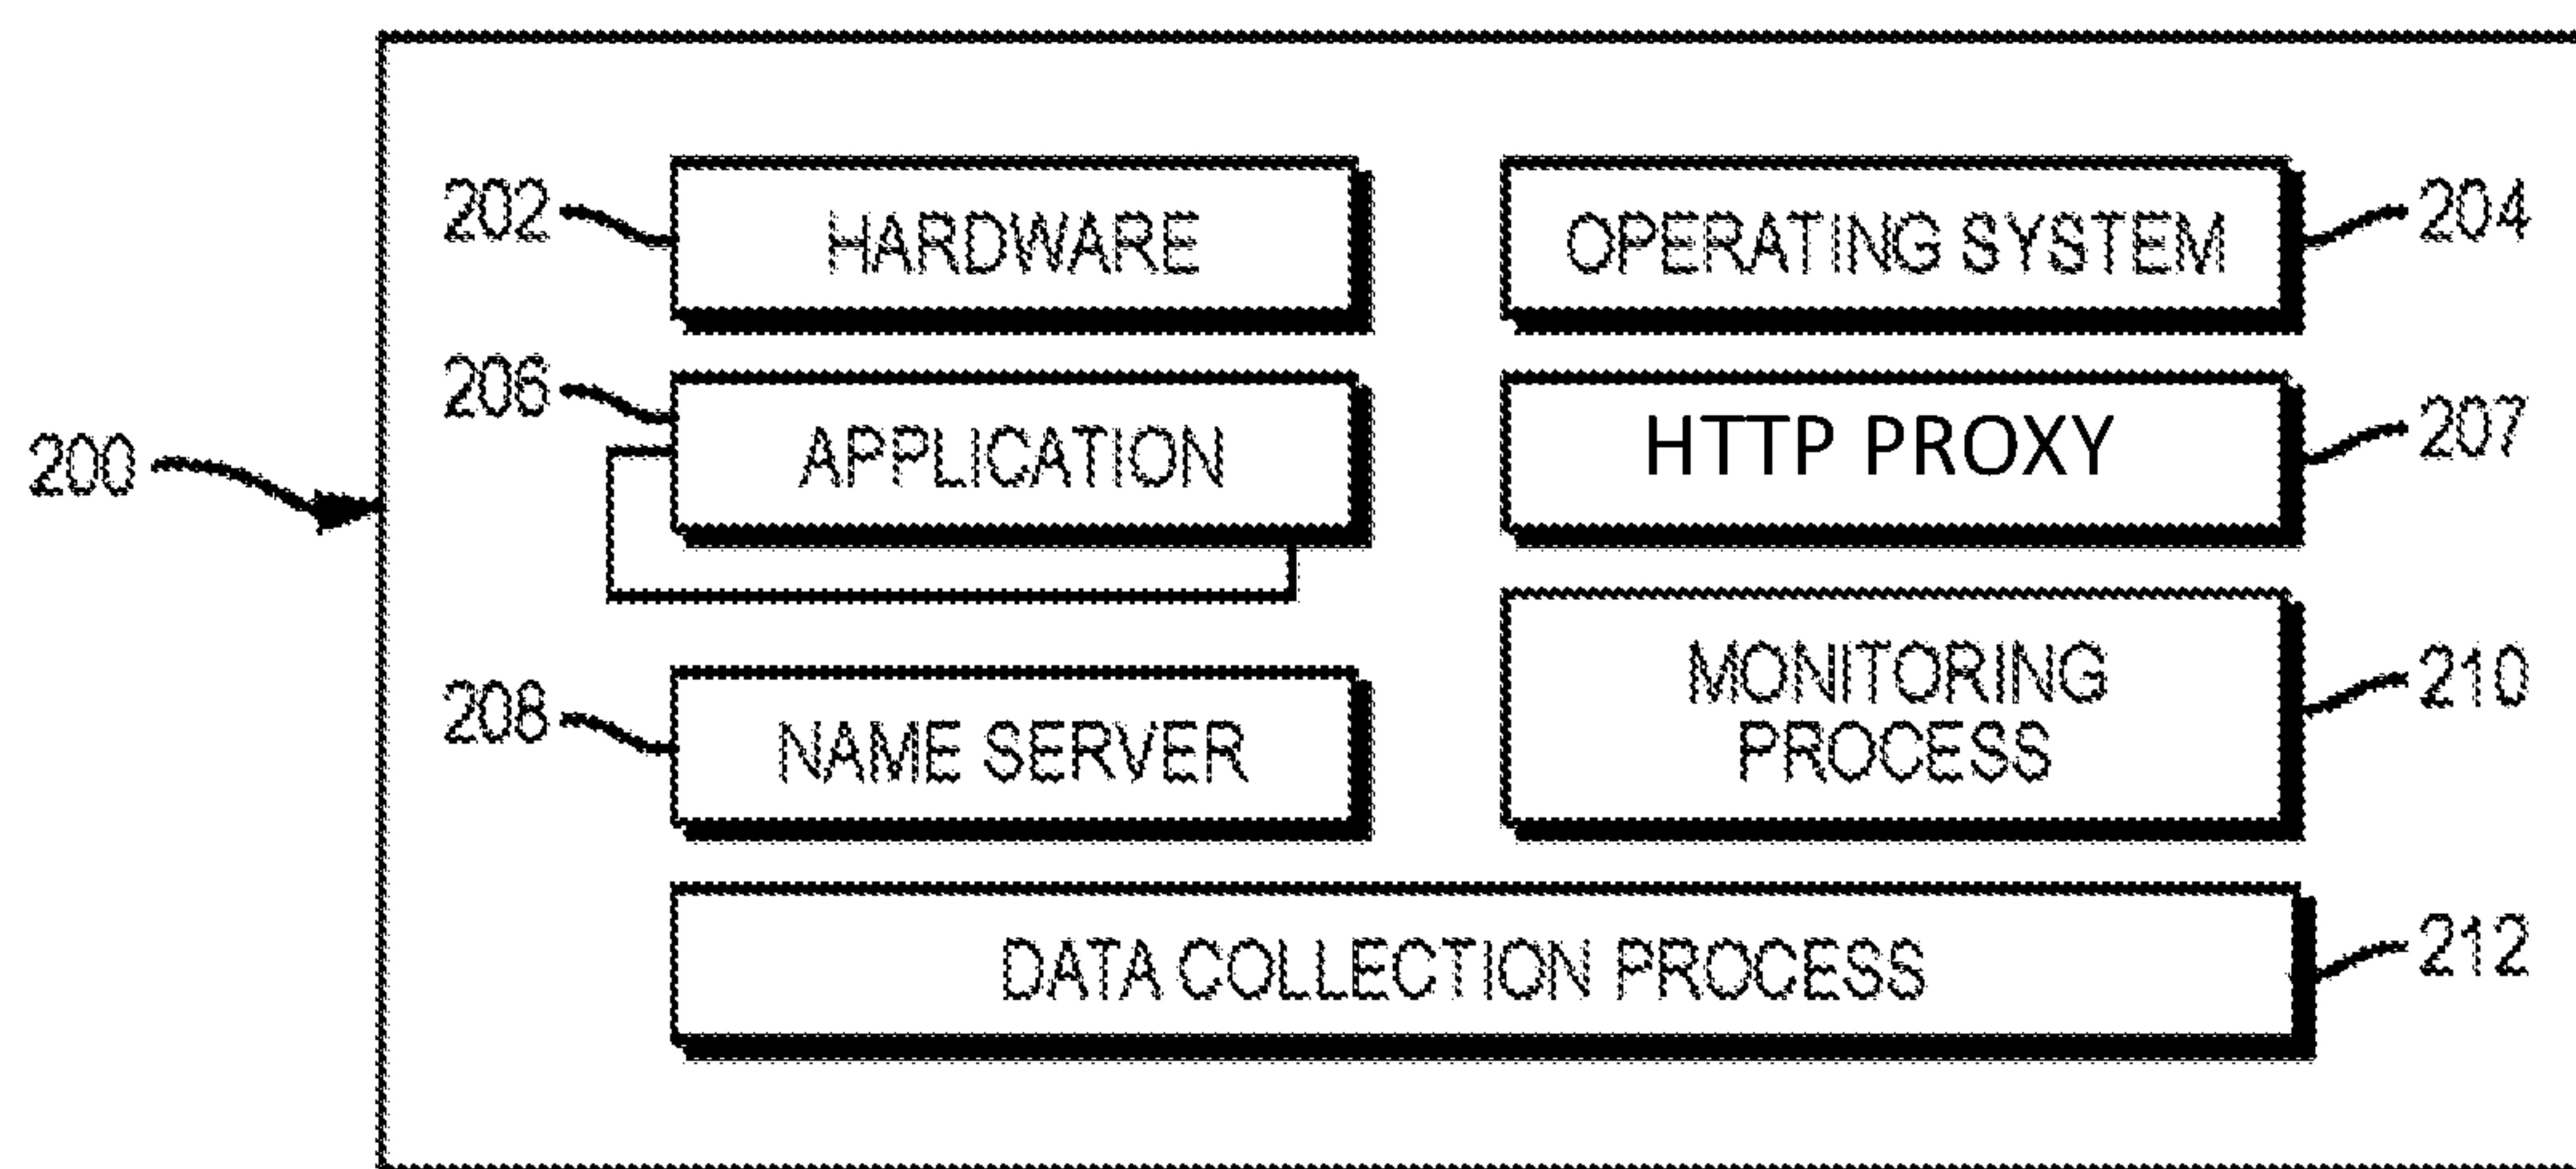 202 HARDWARE
OPERATING SYSTEM 204
206 APPLICATION
HTTP PROXY 207
200
208 NAME SERVER
MONITORING
PROCESS 210
DATA COLLECTION PROCESS 212